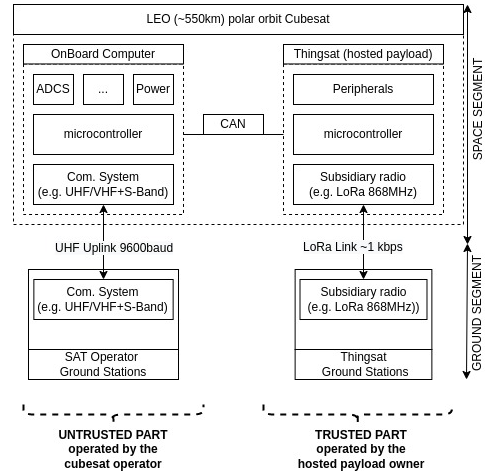 LEO (~550km) polar orbit Cubesat
OnBoard Computer
Thingsat (hosted payload)
ADCS
...
Power
Peripherals
CAN
microcontroller
microcontroller
Com. System
(e.g. UHF/VHF+S-Band)
Subsidiary radio
(e.g. LoRa 868MHz)
SPACE SEGMENT
UHF Uplink 9600baud
LoRa Link ~1 kbps
Com. System
(e.g. UHF/VHF+S-Band)
Subsidiary radio
(e.g. LoRa 868MHz))
SAT Operator
Ground Stations
Thingsat
Ground Stations
GROUND SEGMENT
UNTRUSTED PART
operated by the
cubesat operator
TRUSTED PART
operated by the
hosted payload owner